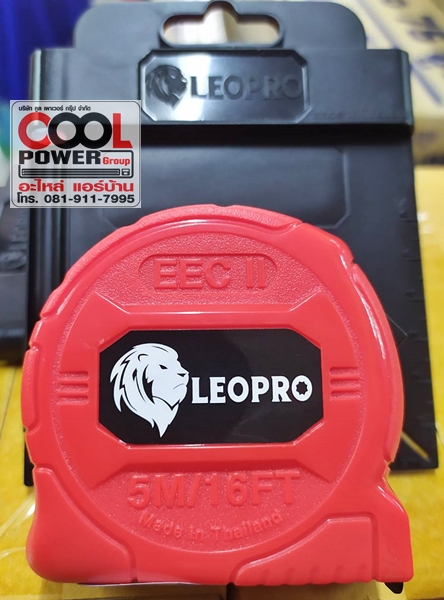 LEOPRO
บริษัท คูล เพาเวอร์ กรุ๊ป จำกัด
COOL
POWER Group
อะไหล่ แอร์บ้าน
โทร. 081-911-7995
EEC II
LEOPRO
5M/16FT
Made in Thailand